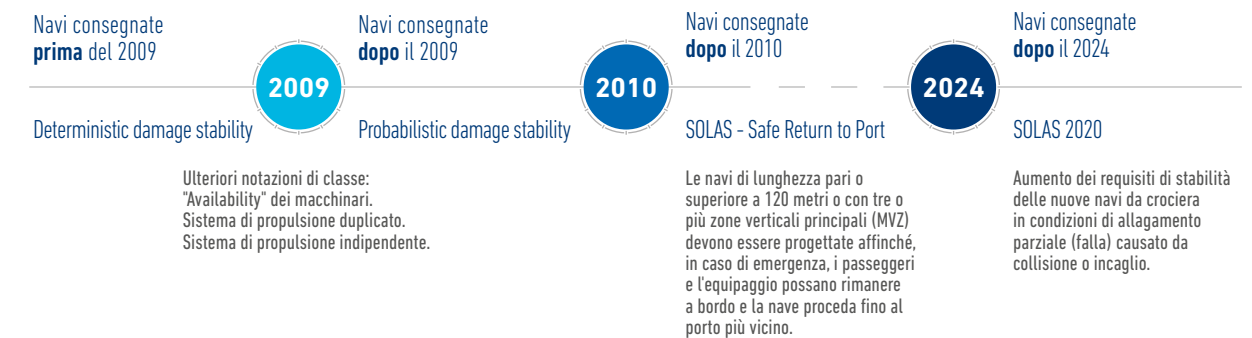 Navi consegnate
prima del 2009
2009
Deterministic damage stability
Navi consegnate
dopo il 2009
2010
Probabilistic damage stability
Ulteriori notazioni di classe:
"Availability" dei macchinari.
Sistema di propulsione duplicato.
Sistema di propulsione indipendente.
Navi consegnate
dopo il 2010
2024
SOLAS - Safe Return to Port
Le navi di lunghezza pari o
superiore a 120 metri o con tre o
più zone verticali principali (MVZ)
devono essere progettate affinché,
in caso di emergenza, i passeggeri
e l'equipaggio possano rimanere
a bordo e la nave proceda fino al
porto più vicino.
Navi consegnate
dopo il 2024
SOLAS 2020
Aumento dei requisiti di stabilità
delle nuove navi da crociera
in condizioni di allagamento
parziale (falla) causato da
collisione o incaglio.